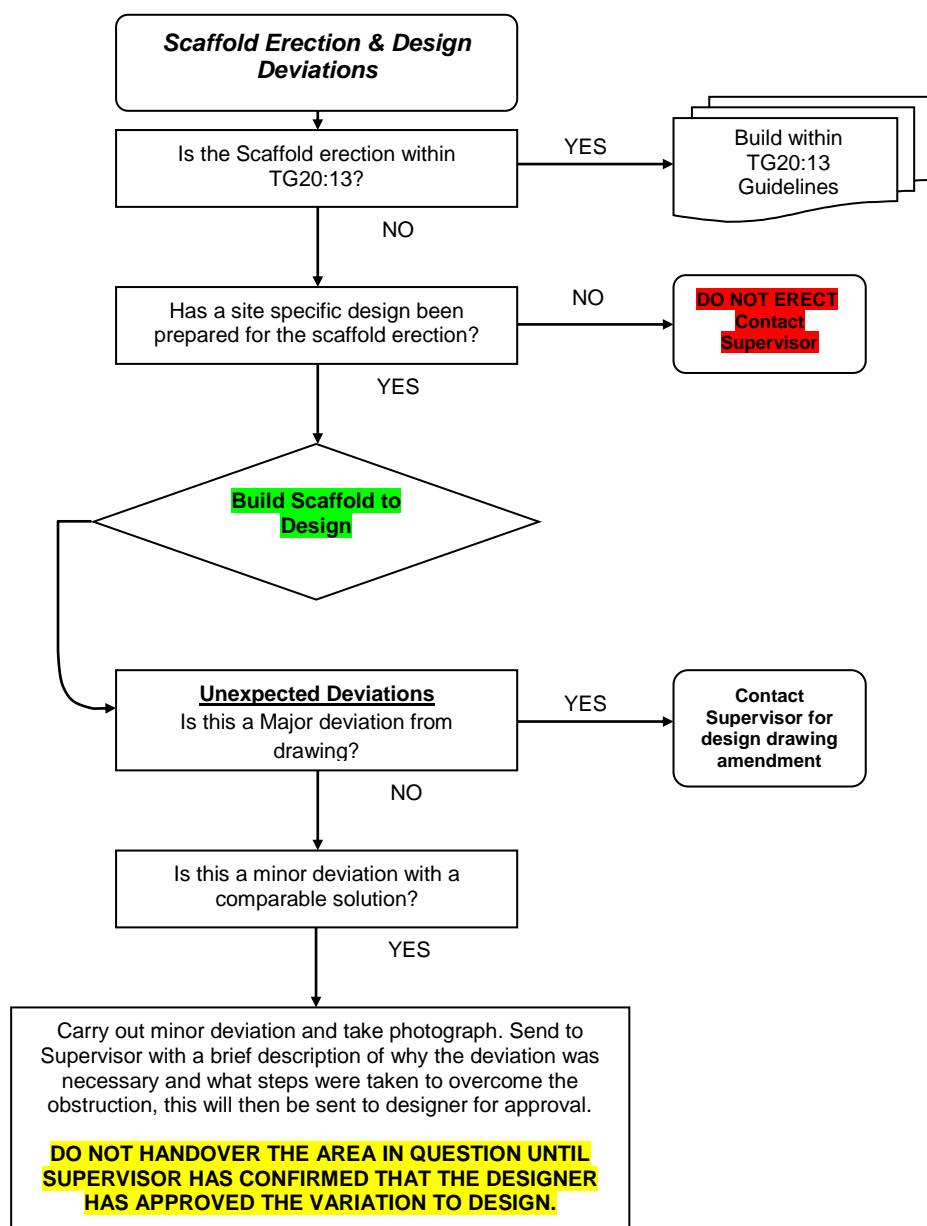 Scaffold Erection & Design
Deviations
Is the Scaffold erection within
TG20:13?
YES
Build within
TG20:13
Guidelines
NO
Has a site specific design been
prepared for the scaffold erection?
NO
DO NOT ERECT
Contact
Supervisor
YES
Build Scaffold to
Design
Unexpected Deviations
Is this a Major deviation from
drawing?
YES
Contact
Supervisor for
design drawing
amendment
NO
Is this a minor deviation with a
comparable solution?
YES
Carry out minor deviation and take photograph. Send to
Supervisor with a brief description of why the deviation was
necessary and what steps were taken to overcome the
obstruction, this will then be sent to designer for approval.
DO NOT HANDOVER THE AREA IN QUESTION UNTIL
SUPERVISOR HAS CONFIRMED THAT THE DESIGNER
HAS APPROVED THE VARIATION TO DESIGN.